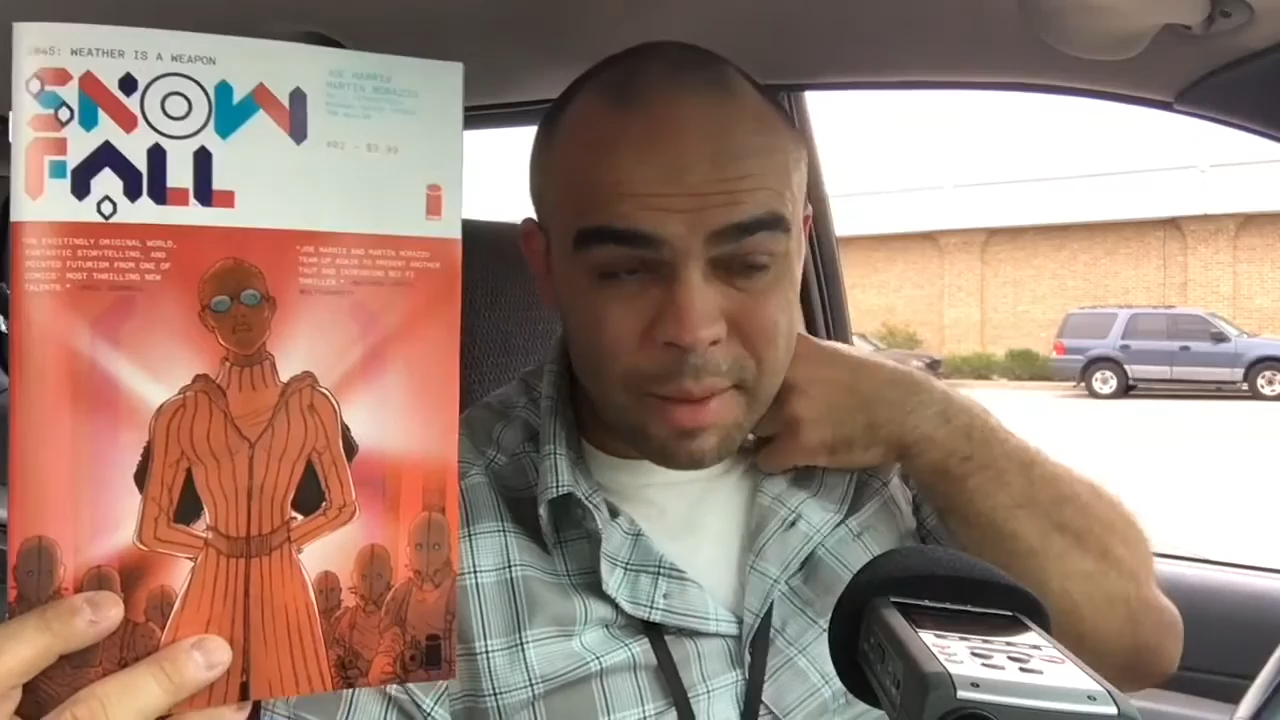 2045: WEATHER IS A WEAPON
SNOW
FALL
JOE HARRIS
MARTIN MORAZZO
#02 - $3.99
"AN EXCITINGLY ORIGINAL WORLD,
FANTASTIC STORYTELLING, AND
POINTED FUTURISM FROM ONE OF
COMICS' MOST THRILLING NEW
TALENTS."
"JOE HARRIS AND MARTIN MORAZZO
TEAM-UP AGAIN TO PRESENT ANOTHER
TAUT AND INTRIGUING SCI-FI
THRILLER."